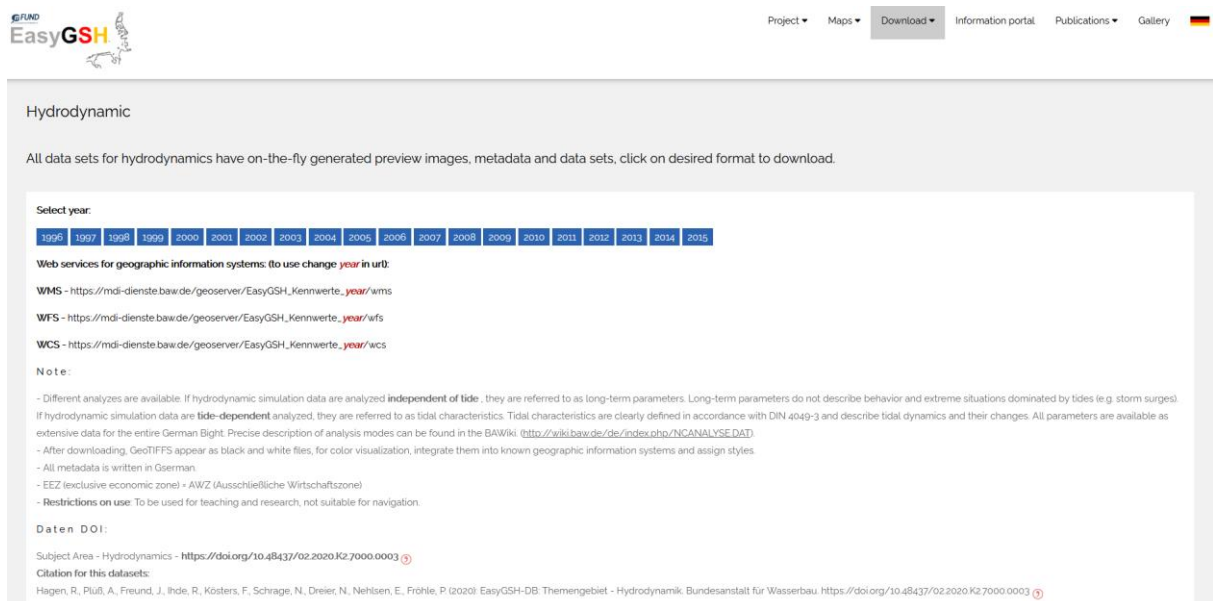 mFUND
EasyGSH
Project ▾ Maps ▾ Download ▾ Information portal Publications ▾ Gallery
Hydrodynamic
All data sets for hydrodynamics have on-the-fly generated preview images, metadata and data sets, click on desired format to download.
Select year:
1996 1997 1998 1999 2000 2001 2002 2003 2004 2005 2006 2007 2008 2009 2010 2011 2012 2013 2014 2015
Web services for geographic information systems: (to use change year in url):
WMS - https://mdi-dienste.baw.de/geoserver/EasyGSH_Kennwerte_year/wms
WFS - https://mdi-dienste.baw.de/geoserver/EasyGSH_Kennwerte_year/wfs
WCS - https://mdi-dienste.baw.de/geoserver/EasyGSH_Kennwerte_year/wcs
Note:
- Different analyzes are available. If hydrodynamic simulation data are analyzed independent of tide , they are referred to as long-term parameters. Long-term parameters do not describe behavior and extreme situations dominated by tides (e.g. storm surges).
If hydrodynamic simulation data are tide-dependent analyzed, they are referred to as tidal characteristics. Tidal characteristics are clearly defined in accordance with DIN 4049-3 and describe tidal dynamics and their changes. All parameters are available as
extensive data for the entire German Bight. Precise description of analysis modes can be found in the BAWiki. (http://wiki.baw.de/de/index.php/NCANALYSE.DAT)
- After downloading, GeoTIFFS appear as black and white files, for color visualization, integrate them into known geographic information systems and assign styles.
- All metadata is written in Gserman.
- EEZ (exclusive economic zone) = AWZ (Ausschließliche Wirtschaftszone)
- Restrictions on use: To be used for teaching and research, not suitable for navigation.
Daten DOI:
Subject Area - Hydrodynamics - https://doi.org/10.48437/02.2020.K2.7000.0003 ?
Citation for this datasets:
Hagen, R., Plüß, A., Freund, J., Ihde, R., Kösters, F., Schrage, N., Dreier, N., Nehlsen, E., Fröhle, P. (2020): EasyGSH-DB: Themengebiet - Hydrodynamik. Bundesanstalt für Wasserbau. https://doi.org/10.48437/02.2020.K2.7000.0003 ?